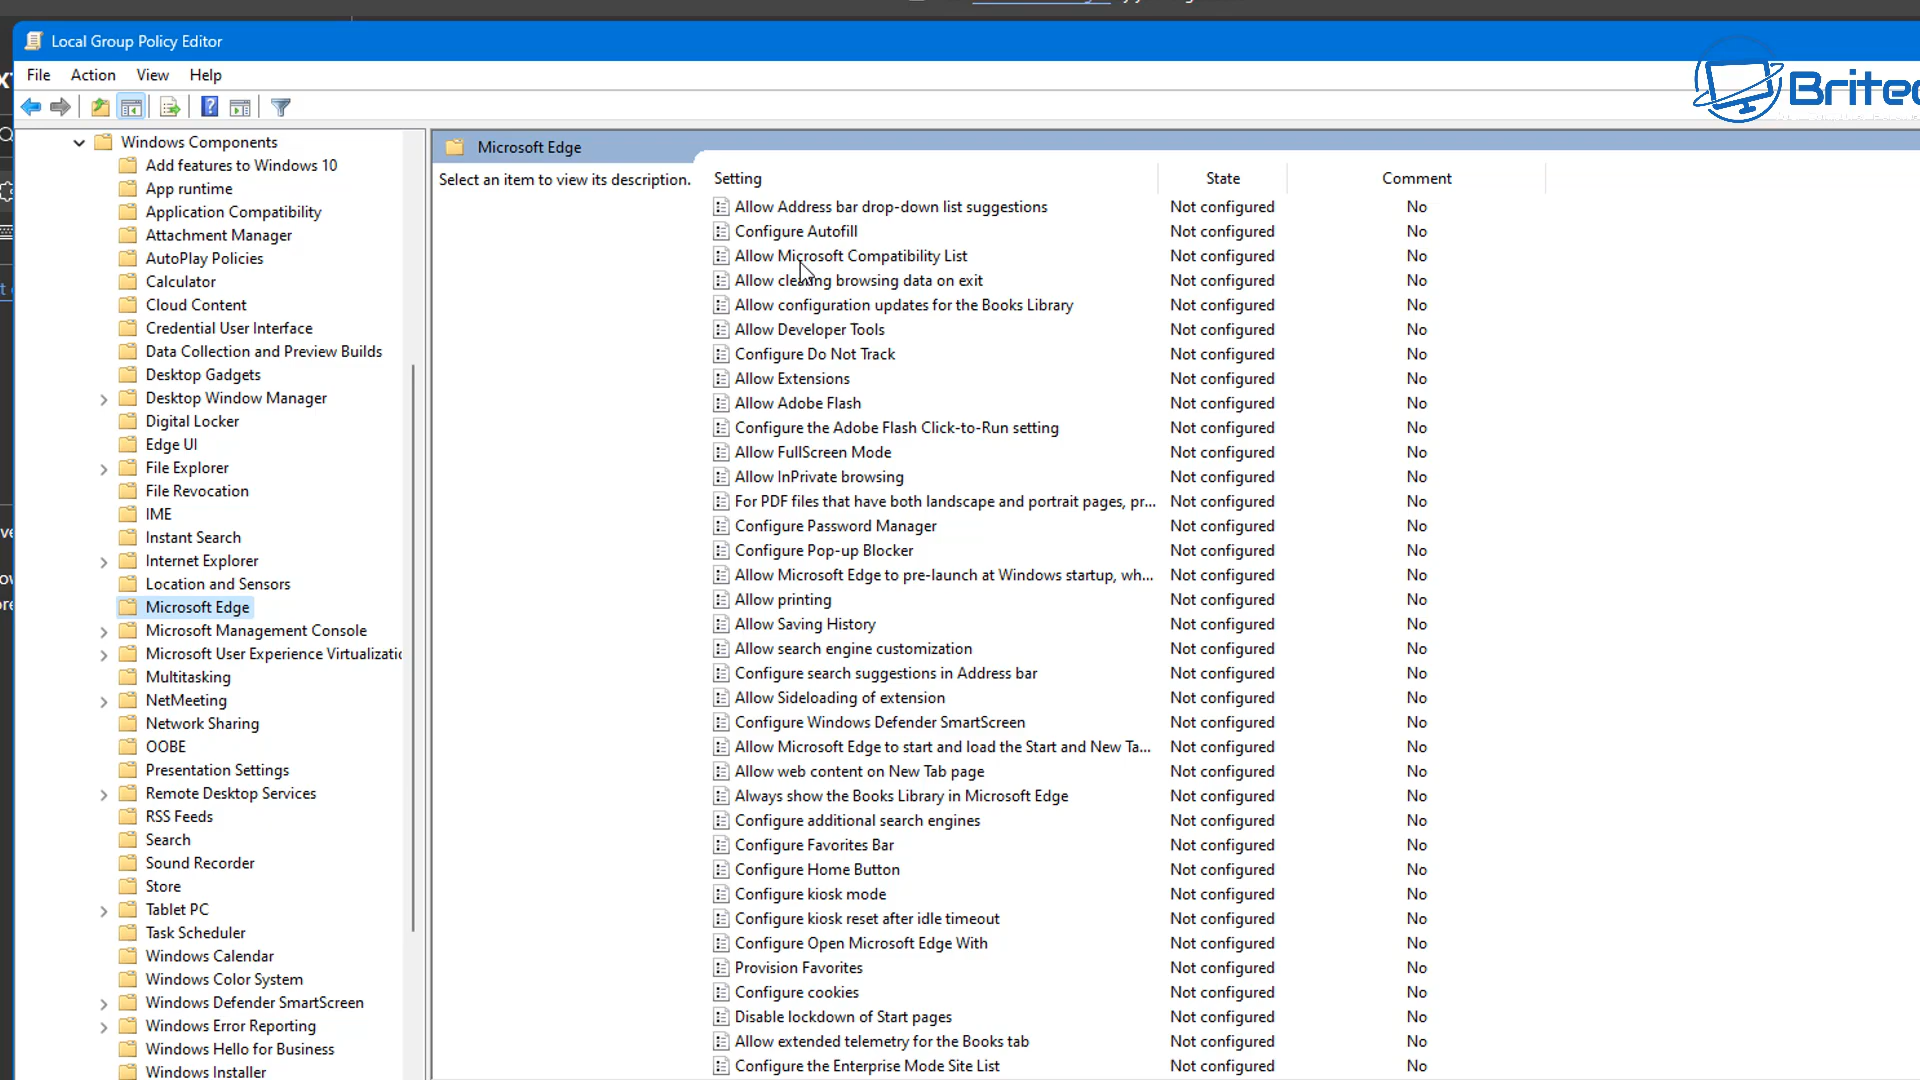 Local Group Policy Editor
File Action View Help
Britec
Windows Components
Add features to Windows 10
App runtime
Application Compatibility
Attachment Manager
AutoPlay Policies
Calculator
Cloud Content
Credential User Interface
Data Collection and Preview Builds
Desktop Gadgets
Desktop Window Manager
Digital Locker
Edge UI
File Explorer
File Revocation
IME
Instant Search
Internet Explorer
Location and Sensors
Microsoft Edge
Microsoft Management Console
Microsoft User Experience Virtualizatio
Multitasking
NetMeeting
Network Sharing
OOBE
Presentation Settings
Remote Desktop Services
RSS Feeds
Search
Sound Recorder
Store
Tablet PC
Task Scheduler
Windows Calendar
Windows Color System
Windows Defender SmartScreen
Windows Error Reporting
Windows Hello for Business
Windows Installer
Microsoft Edge
Select an item to view its description.
Setting State Comment
Allow Address bar drop-down list suggestions Not configured No
Configure Autofill Not configured No
Allow Microsoft Compatibility List Not configured No
Allow clearing browsing data on exit Not configured No
Allow configuration updates for the Books Library Not configured No
Allow Developer Tools Not configured No
Configure Do Not Track Not configured No
Allow Extensions Not configured No
Allow Adobe Flash Not configured No
Configure the Adobe Flash Click-to-Run setting Not configured No
Allow FullScreen Mode Not configured No
Allow InPrivate browsing Not configured No
For PDF files that have both landscape and portrait pages, pr... Not configured No
Configure Password Manager Not configured No
Configure Pop-up Blocker Not configured No
Allow Microsoft Edge to pre-launch at Windows startup, wh... Not configured No
Allow printing Not configured No
Allow Saving History Not configured No
Allow search engine customization Not configured No
Configure search suggestions in Address bar Not configured No
Allow Sideloading of extension Not configured No
Configure Windows Defender SmartScreen Not configured No
Allow Microsoft Edge to start and load the Start and New Ta... Not configured No
Allow web content on New Tab page Not configured No
Always show the Books Library in Microsoft Edge Not configured No
Configure additional search engines Not configured No
Configure Favorites Bar Not configured No
Configure Home Button Not configured No
Configure kiosk mode Not configured No
Configure kiosk reset after idle timeout Not configured No
Configure Open Microsoft Edge With Not configured No
Provision Favorites Not configured No
Configure cookies Not configured No
Disable lockdown of Start pages Not configured No
Allow extended telemetry for the Books tab Not configured No
Configure the Enterprise Mode Site List Not configured No